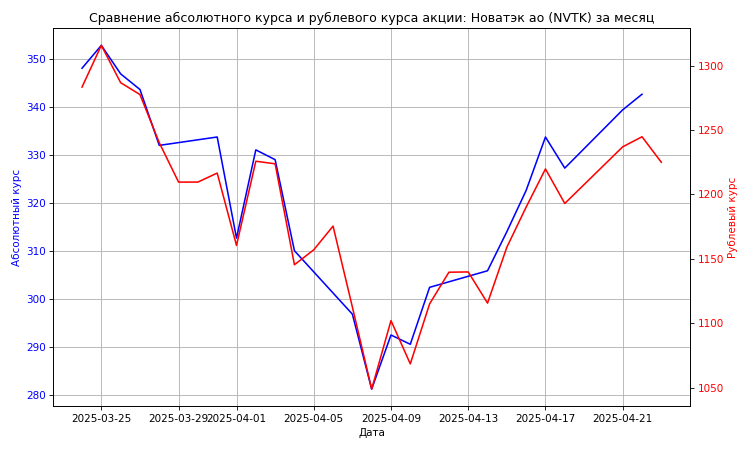 Сравнение абсолютного курса и рублевого курса акции: Новатэк ао (NVTK) за месяц
Абсолютный курс
350
340
330
320
310
300
290
280
1300
1250
1200
1150
1100
1050
Рублевый курс
2025-03-25 2025-03-29 2025-04-01 2025-04-05 2025-04-09 2025-04-13 2025-04-17 2025-04-21
Дата